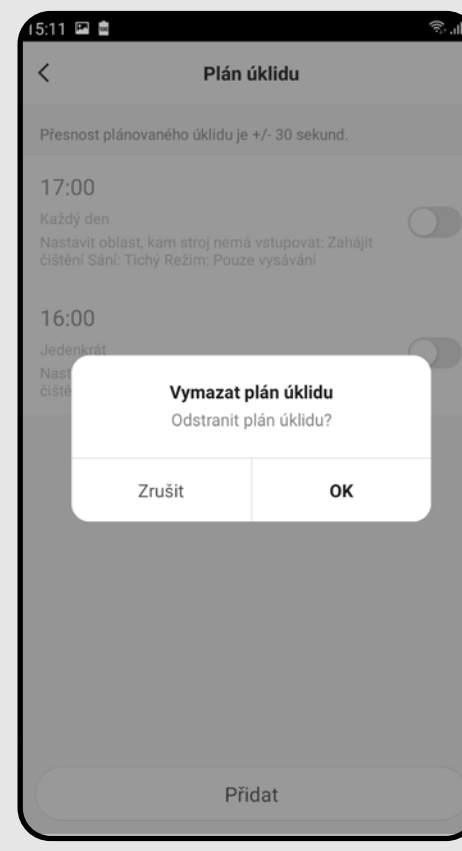 15:11
Plán úklidu
Přesnost plánovaného úklidu je +/- 30 sekund.
17:00
Každý den
Nastavit oblast, kam stroj nemá vstupovat: Zahájit
čištění Sání: Tichý Režim: Pouze vysávání
16:00
Jedenkrát
Nast
čiště
Vymazat plán úklidu
Odstranit plán úklidu?
Zrušit
OK
Přidat